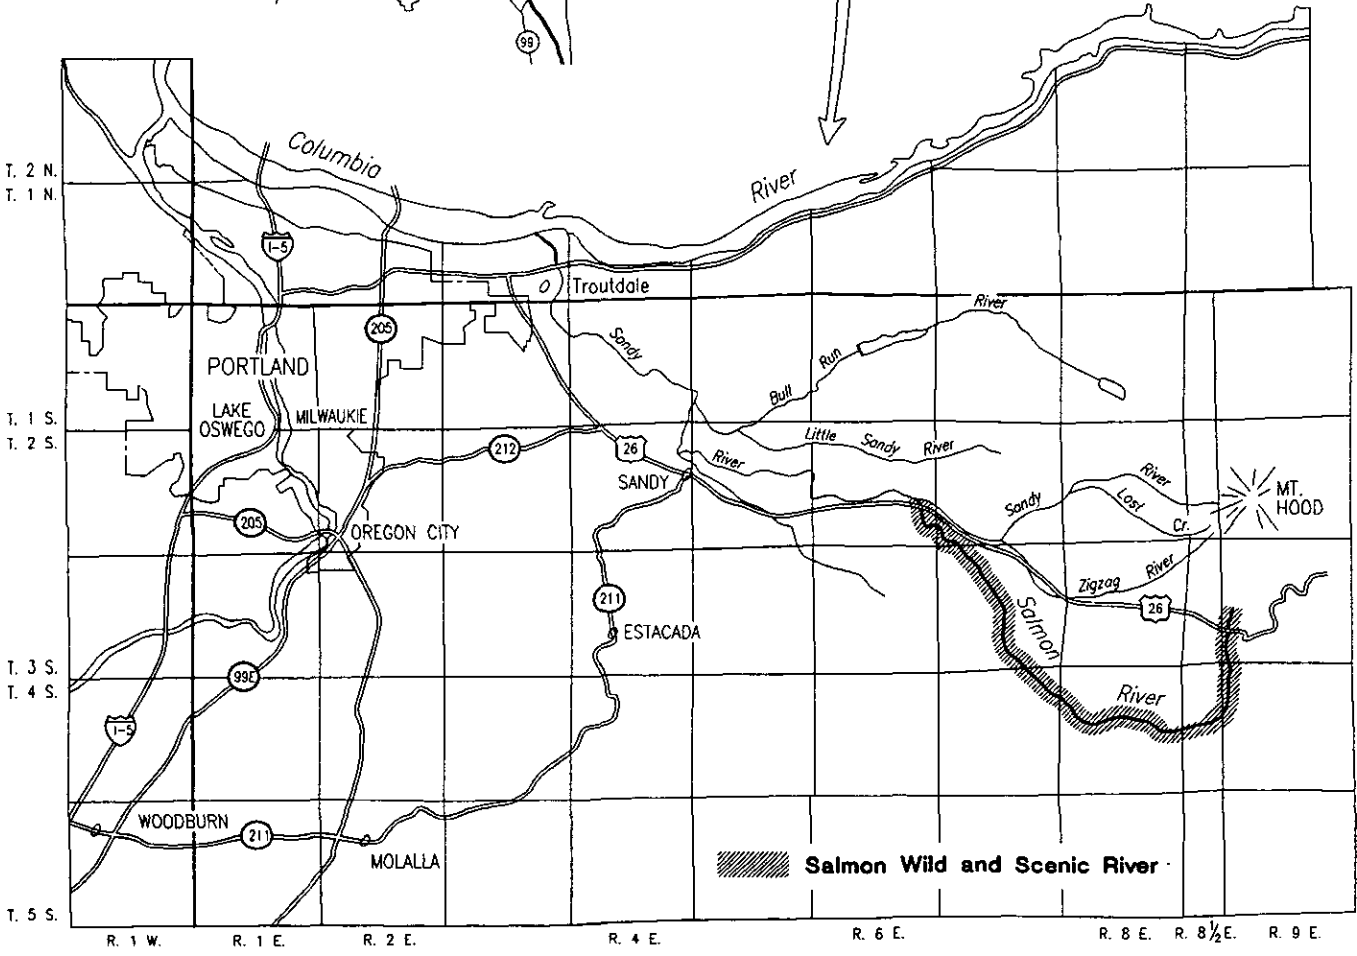 99
Columbia
River
T. 2 N.
T. 1 N.
I-5
Troutdale
River
205
Sandy
Run
Bull
PORTLAND
LAKE
OSWEGO
MILWAUKIE
T. 1 S.
T. 2 S.
212
26
Little Sandy River
River
SANDY
River
Lost
Cr.
Sandy
MT.
HOOD
205
OREGON CITY
Zigzag River
211
26
Salmon
ESTACADA
T. 3 S.
T. 4 S.
99E
River
I-5
WOODBURN
211
MOLALLA
Salmon Wild and Scenic River
T. 5 S.
R. 1 W. R. 1 E. R. 2 E. R. 4 E. R. 6 E. R. 8 E. R. 8½E. R. 9 E.